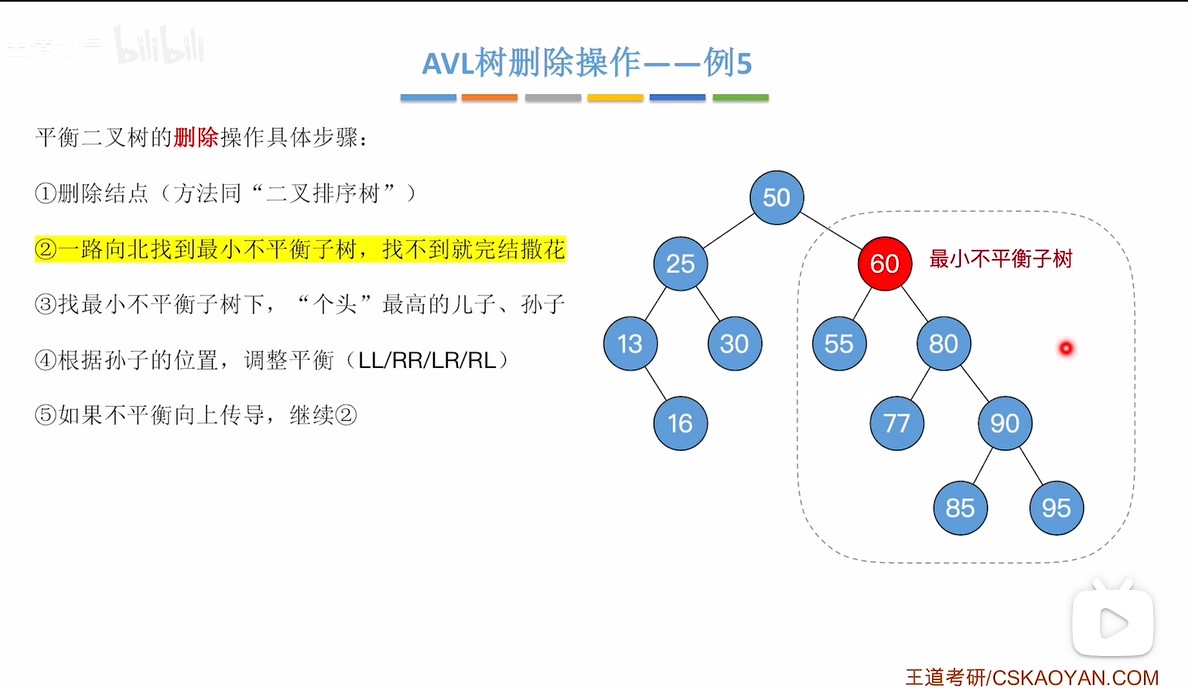 bilibili
AVL树删除操作——例5
平衡二叉树的删除操作具体步骤：
①删除结点（方法同“二叉排序树”）
②一路向北找到最小不平衡子树，找不到就完结撒花
③找最小不平衡子树下，“个头”最高的儿子、孙子
④根据孙子的位置，调整平衡（LL/RR/LR/RL）
⑤如果不平衡向上传导，继续②
50
25
60
最小不平衡子树
13
30
55
80
16
77
90
85
95
王道考研/CSKAOYAN.COM